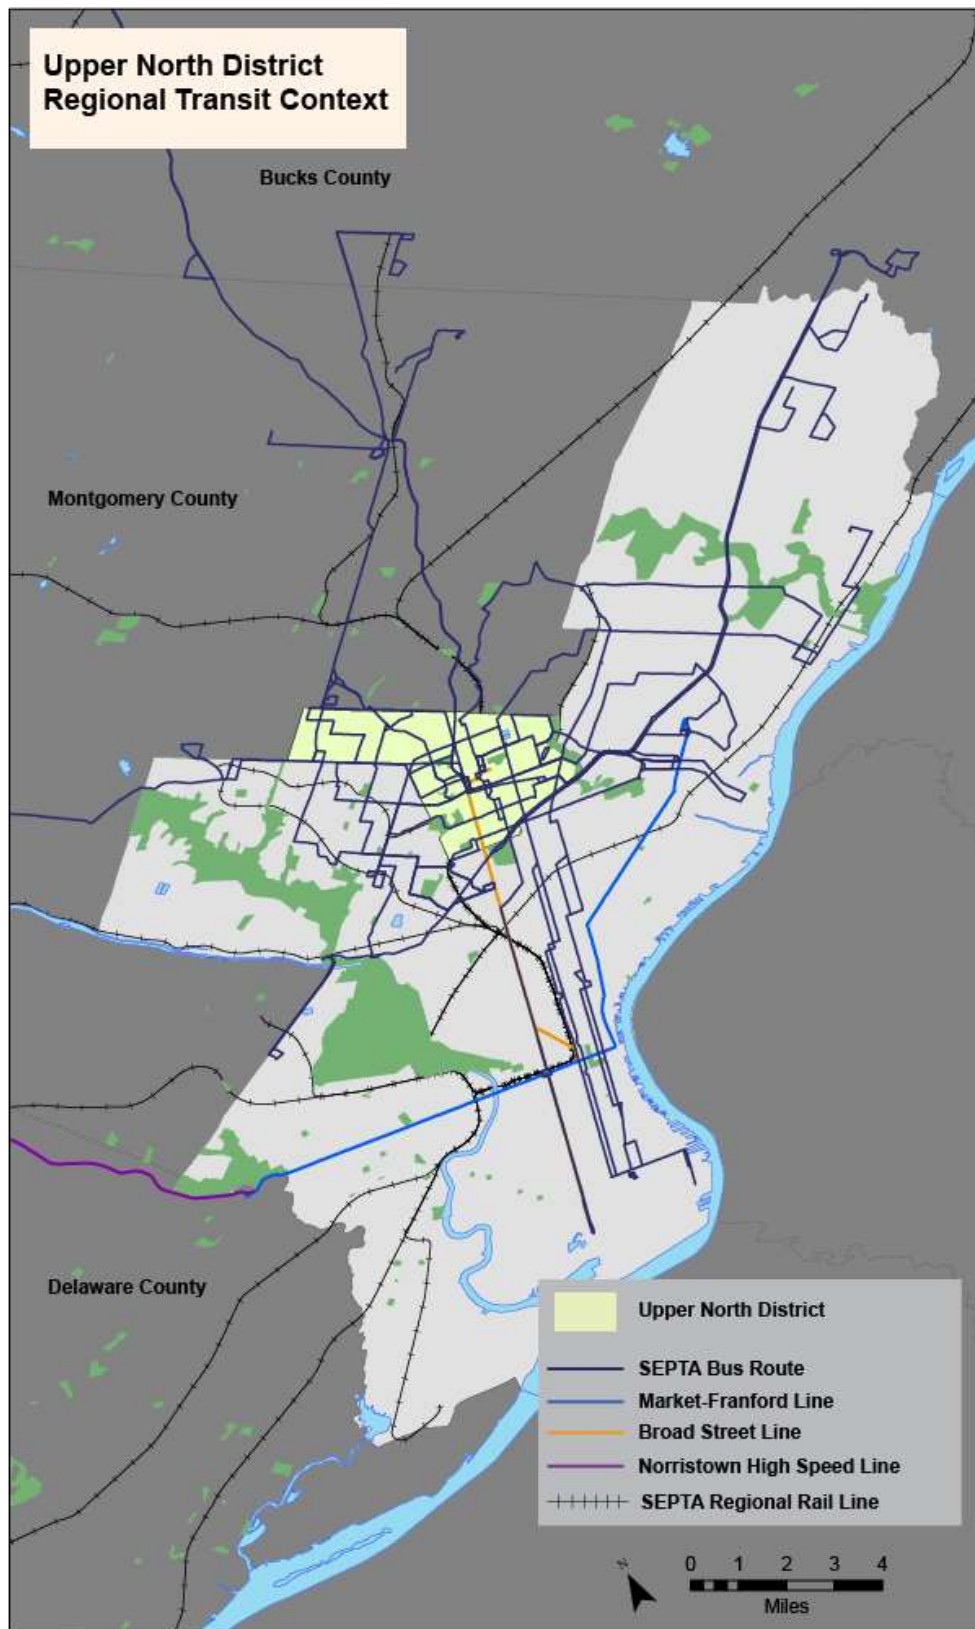 Upper North District
Regional Transit Context
Bucks County
Montgomery County
Delaware County
Upper North District
SEPTA Bus Route
Market-Franford Line
Broad Street Line
Norristown High Speed Line
SEPTA Regional Rail Line
N
0 1 2 3 4
Miles